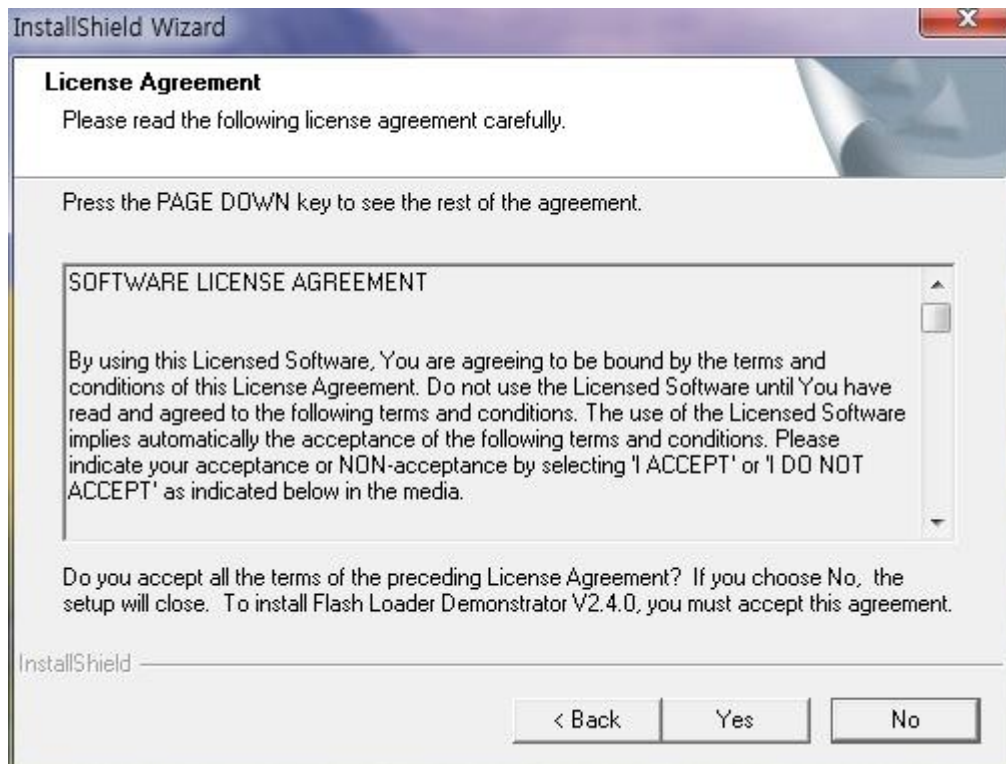 InstallShield Wizard
License Agreement
Please read the following license agreement carefully.
Press the PAGE DOWN key to see the rest of the agreement.
SOFTWARE LICENSE AGREEMENT
By using this Licensed Software, You are agreeing to be bound by the terms and
conditions of this License Agreement. Do not use the Licensed Software until You have
read and agreed to the following terms and conditions. The use of the Licensed Software
implies automatically the acceptance of the following terms and conditions. Please
indicate your acceptance or NON-acceptance by selecting 'I ACCEPT' or 'I DO NOT
ACCEPT' as indicated below in the media.
Do you accept all the terms of the preceding License Agreement?  If you choose No,  the
setup will close.  To install Flash Loader Demonstrator V2.4.0, you must accept this agreement.
InstallShield
< Back
Yes
No